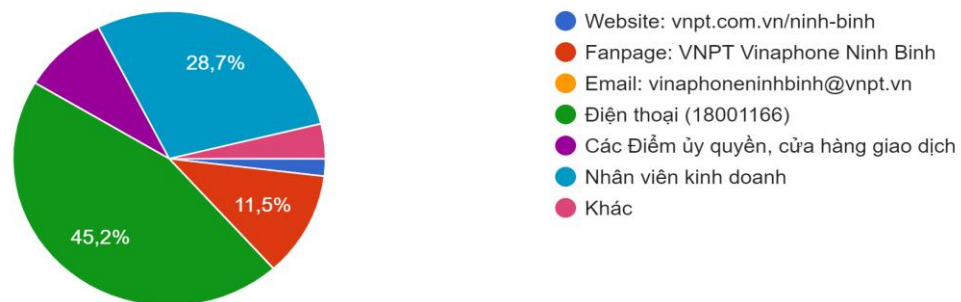 28,7%
11,5%
45,2%
Website: vnpt.com.vn/ninh-binh
Fanpage: VNPT Vinaphone Ninh Binh
Email: vinaphoneninhbinh@vnpt.vn
Điện thoại (18001166)
Các Điểm ủy quyền, cửa hàng giao dịch
Nhân viên kinh doanh
Khác